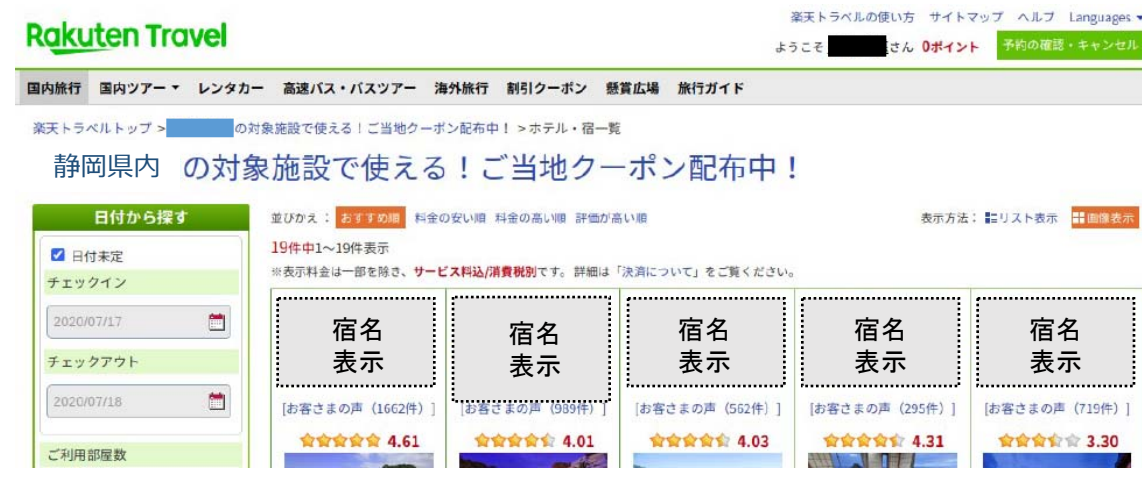 楽天トラベルの使い方 サイトマップ ヘルプ Languages
Rakuten Travel
ようこそ さん 0ポイント 予約の確認・キャンセル
国内旅行 国内ツアー レンタカー 高速バス・バスツアー 海外旅行 割引クーポン 懸賞広場 旅行ガイド
楽天トラベルトップ > の対象施設で使える！ご当地クーポン配布中！ > ホテル・宿一覧
静岡県内 の対象施設で使える！ご当地クーポン配布中！
日付から探す
日付未定
チェックイン
2020/07/17
チェックアウト
2020/07/18
ご利用部屋数
並びかえ： おすすめ順 料金の安い順 料金の高い順 評価が高い順
表示方法： リスト表示 画像表示
19件中1～19件表示
※表示料金は一部を除き、サービス料込/消費税別です。詳細は「決済について」をご覧ください。
宿名
表示
[お客さまの声（1662件）]
4.61
宿名
表示
[お客さまの声（989件）]
4.01
宿名
表示
[お客さまの声（562件）]
4.03
宿名
表示
[お客さまの声（295件）]
4.31
宿名
表示
[お客さまの声（719件）]
3.30